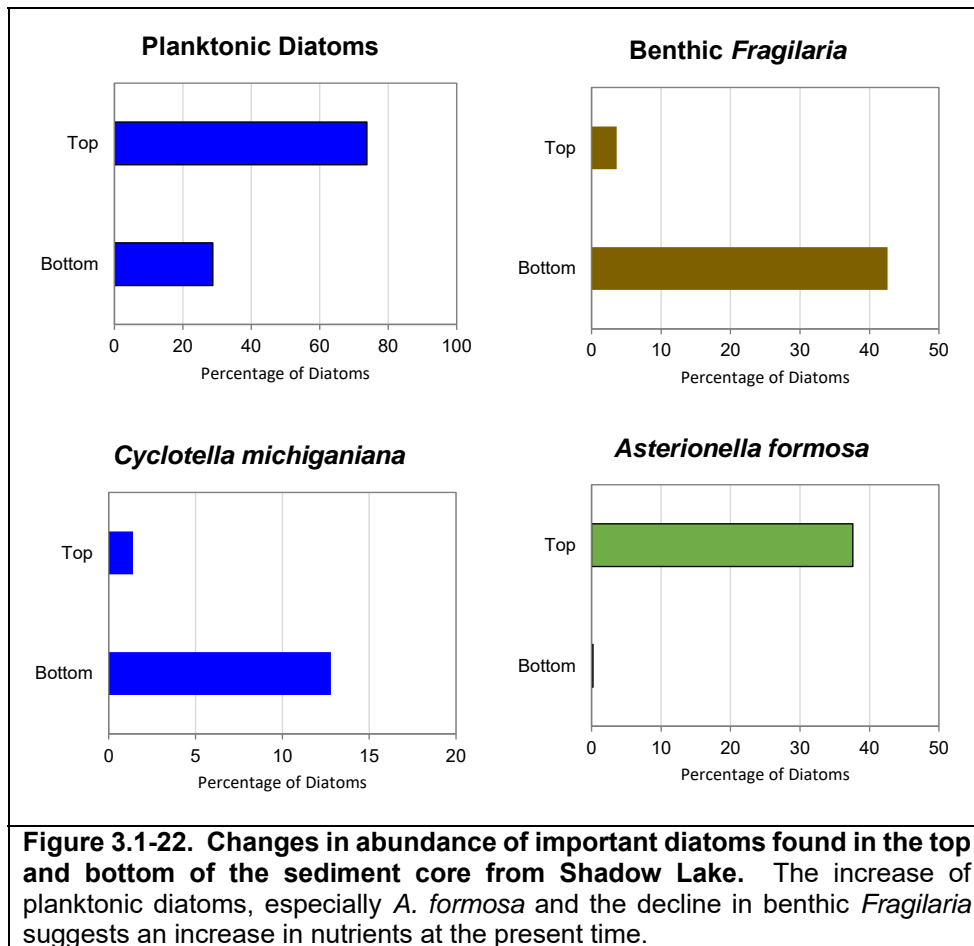 Planktonic Diatoms
Top
Bottom
0 20 40 60 80 100
Percentage of Diatoms
Benthic Fragilaria
Top
Bottom
0 10 20 30 40 50
Percentage of Diatoms
Cyclotella michiganiana
Top
Bottom
0 5 10 15 20
Percentage of Diatoms
Asterionella formosa
Top
Bottom
0 10 20 30 40 50
Percentage of Diatoms
Figure 3.1-22. Changes in abundance of important diatoms found in the top
and bottom of the sediment core from Shadow Lake. The increase of
planktonic diatoms, especially A. formosa and the decline in benthic Fragilaria
suggests an increase in nutrients at the present time.